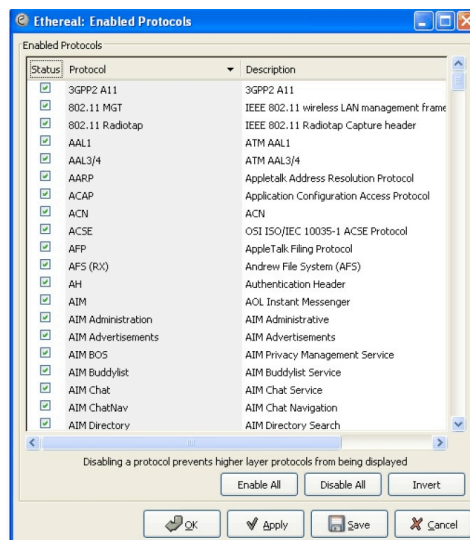 Ethereal: Enabled Protocols
Enabled Protocols
Status Protocol Description
3GPP2 A11 3GPP2 A11
802.11 MGT IEEE 802.11 wireless LAN management frame
802.11 Radiotap IEEE 802.11 Radiotap Capture header
AAL1 ATM AAL1
AAL3/4 ATM AAL3/4
AARP Appletalk Address Resolution Protocol
ACAP Application Configuration Access Protocol
ACN ACN
ACSE OSI ISO/IEC 10035-1 ACSE Protocol
AFP AppleTalk Filing Protocol
AFS (RX) Andrew File System (AFS)
AH Authentication Header
AIM AOL Instant Messenger
AIM Administration AIM Administrative
AIM Advertisements AIM Advertisements
AIM BOS AIM Privacy Management Service
AIM Buddylist AIM Buddylist Service
AIM Chat AIM Chat Service
AIM ChatNav AIM Chat Navigation
AIM Directory AIM Directory Search
Disabling a protocol prevents higher layer protocols from being displayed
Enable All Disable All Invert
OK Apply Save Cancel